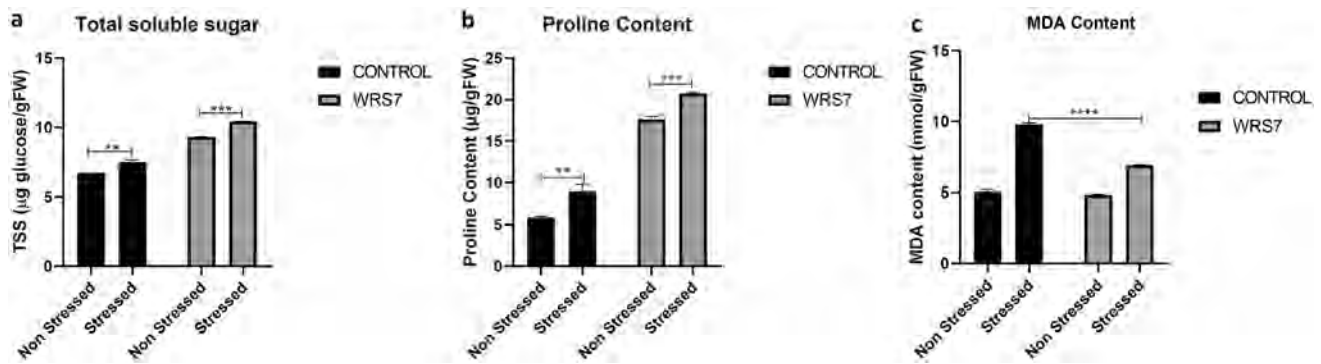 a
Total soluble sugar
TSS (µg glucose/gFW)
15
10
5
0
**
***
Non Stressed
Stressed
Non Stressed
Stressed
CONTROL
WRS7
b
Proline Content
Proline Content (µg/gFW)
25
20
15
10
5
0
**
***
Non Stressed
Stressed
Non Stressed
Stressed
CONTROL
WRS7
c
MDA Content
MDA content (mmol/gFW)
15
10
5
0
****
Non Stressed
Stressed
Non Stressed
Stressed
CONTROL
WRS7